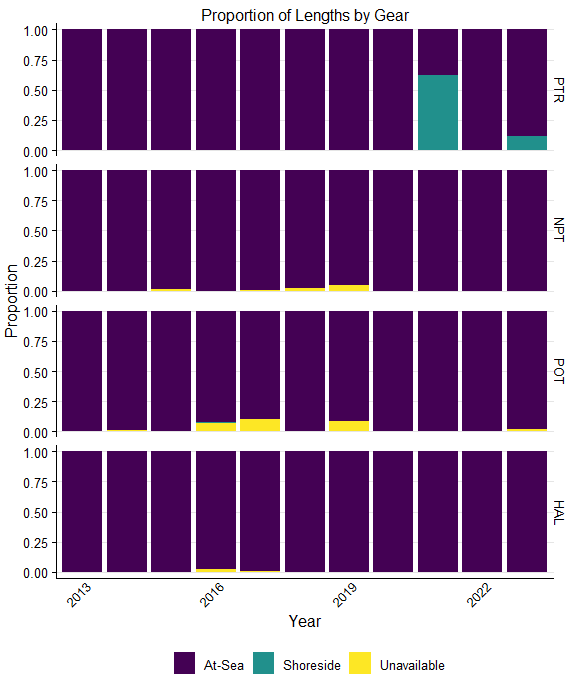 Proportion of Lengths by Gear
1.00
0.75
0.50
0.25
0.00
PTR
1.00
0.75
0.50
0.25
0.00
NPT
1.00
0.75
0.50
0.25
0.00
POT
1.00
0.75
0.50
0.25
0.00
HAL
Proportion
2013 2016 2019 2022
Year
At-Sea Shoreside Unavailable